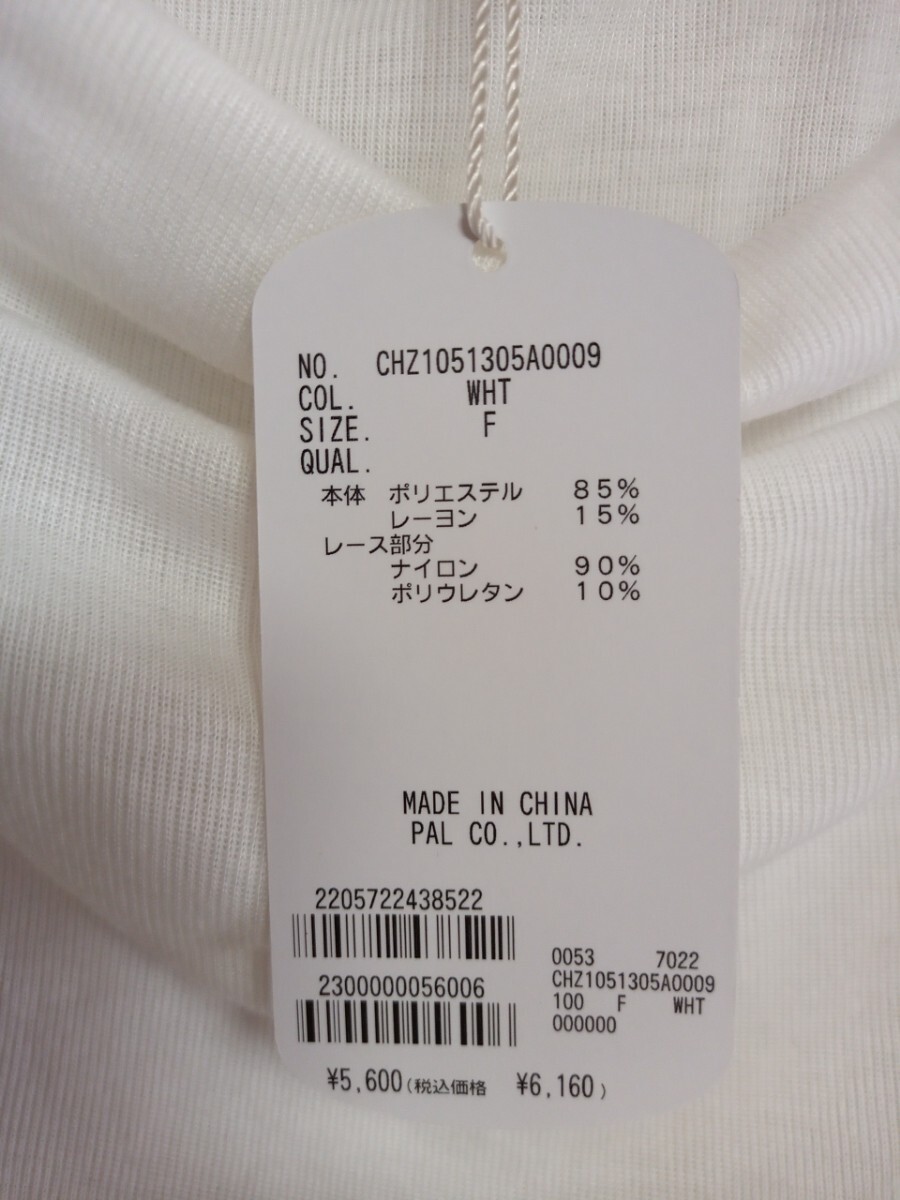 NO. CHZ1051305A0009
COL. WHT
SIZE. F
QUAL.
本体 ポリエステル 85%
レーヨン 15%
レース部分
ナイロン 90%
ポリウレタン 10%
MADE IN CHINA
PAL CO.,LTD.
2205722438522
2300000056006
0053 7022
CHZ1051305A0009
100 F WHT
000000
¥5,600(税込価格 ¥6,160)